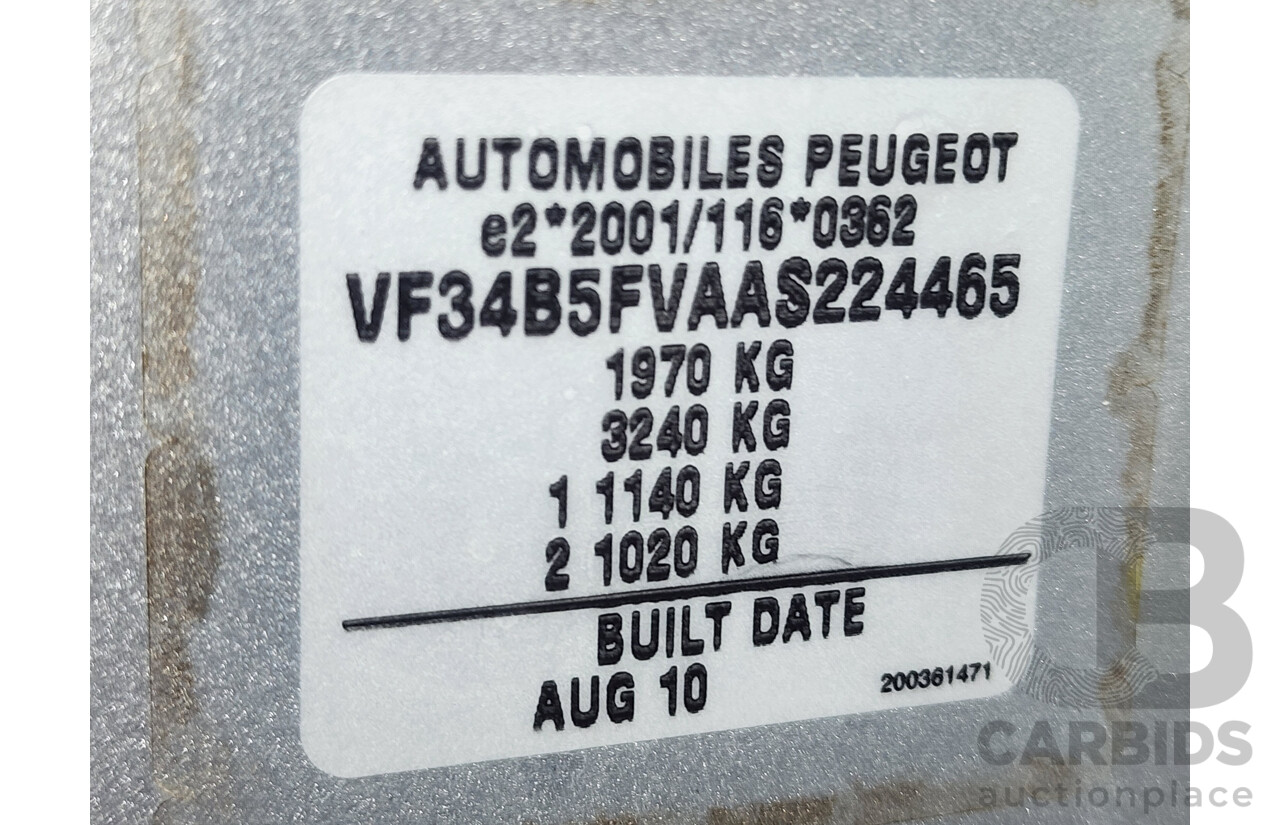 AUTOMOBILES PEUGEOT
e2*2001/116*0362
VF34B5FVAAS224465
1970 KG
3240 KG
1 1140 KG
2 1020 KG
BUILT DATE
AUG 10
200361471
CB
CARBIDS
auctionplace